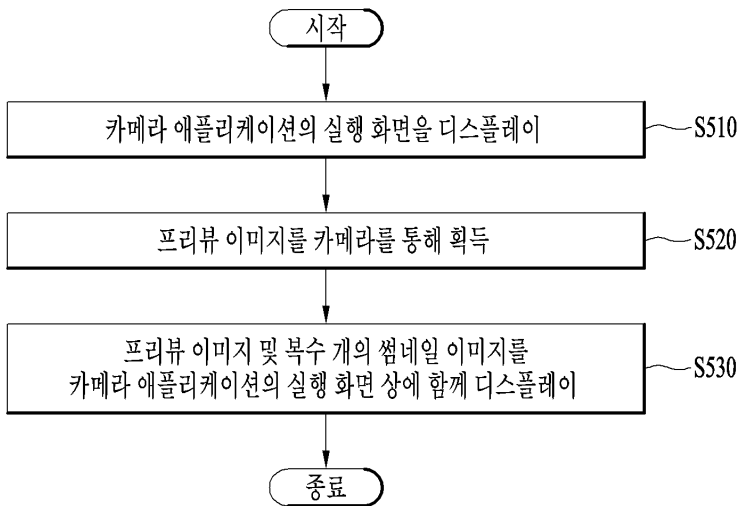 시작
카메라 애플리케이션의 실행 화면을 디스플레이
S510
프리뷰 이미지를 카메라를 통해 획득
S520
프리뷰 이미지 및 복수 개의 썸네일 이미지를
카메라 애플리케이션의 실행 화면 상에 함께 디스플레이
S530
종료